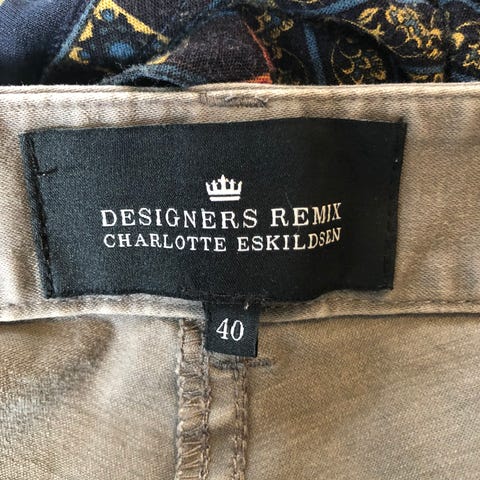 DESIGNERS REMIX
CHARLOTTE ESKILDSEN
40